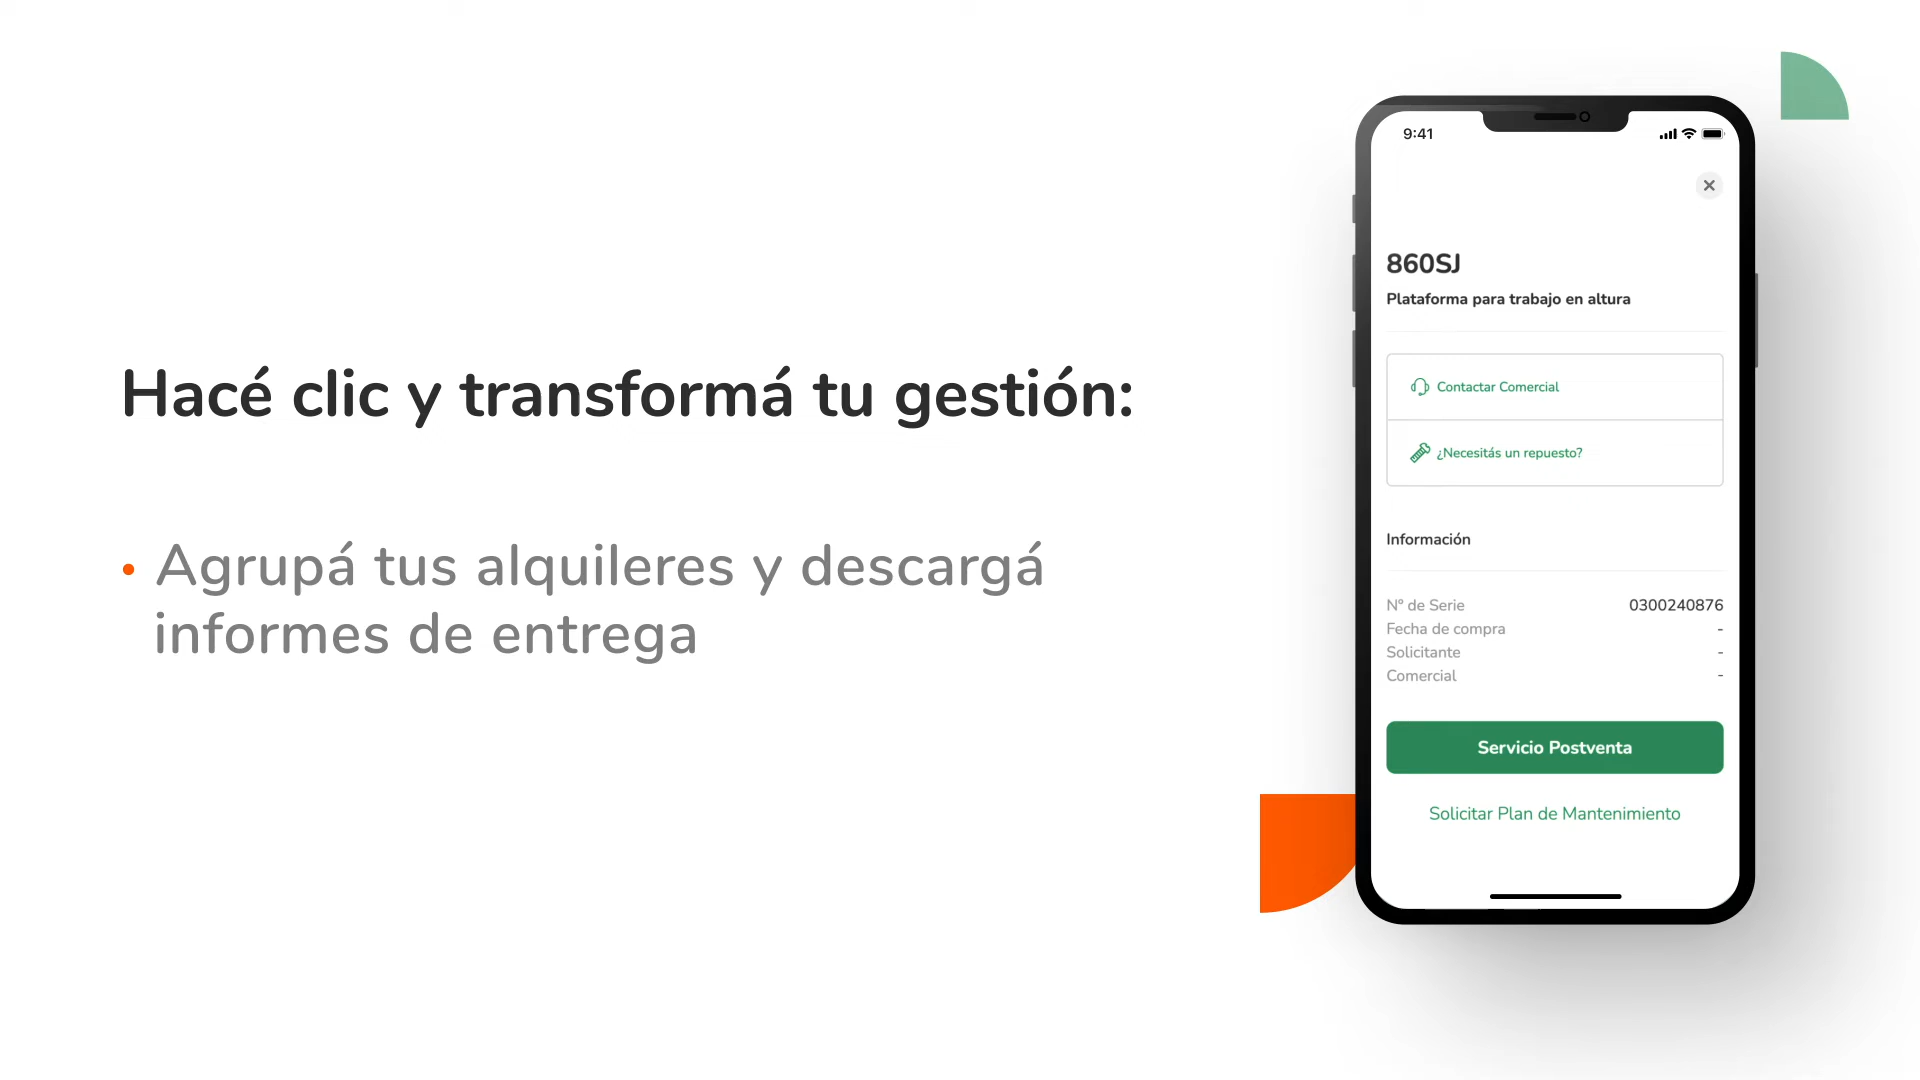 Hacé clic y transformá tu gestión:
• Agrupá tus alquileres y descargá
informes de entrega
9:41
860SJ
Plataforma para trabajo en altura
Contactar Comercial
¿Necesitás un repuesto?
Información
N° de Serie 0300240876
Fecha de compra -
Solicitante -
Comercial -
Servicio Postventa
Solicitar Plan de Mantenimiento